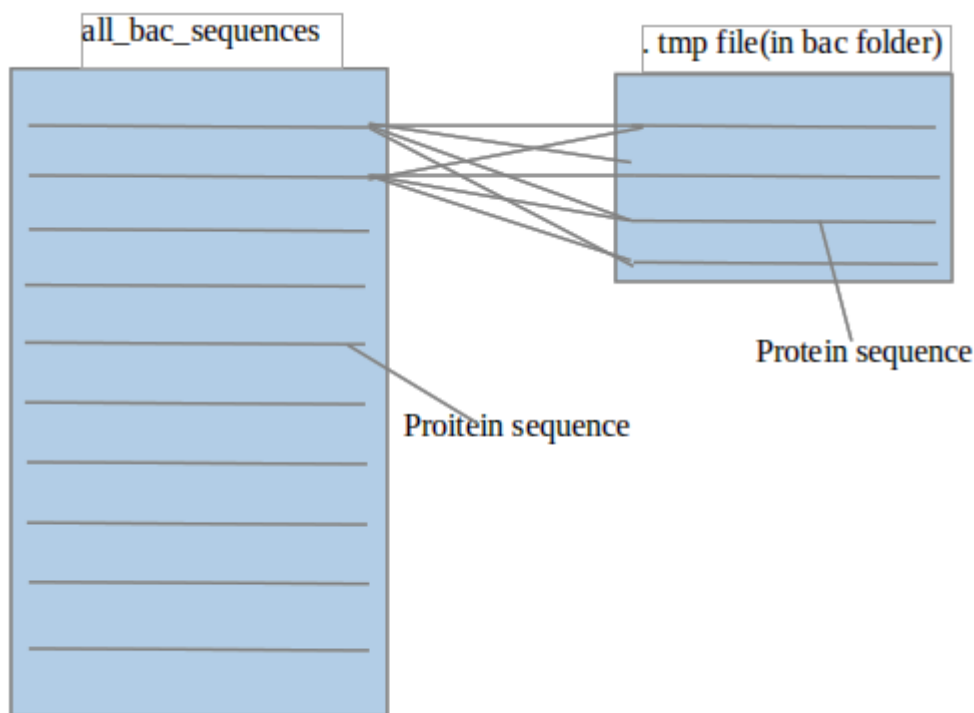 all_bac_sequences
. tmp file(in bac folder)
Protein sequence
Proitein sequence